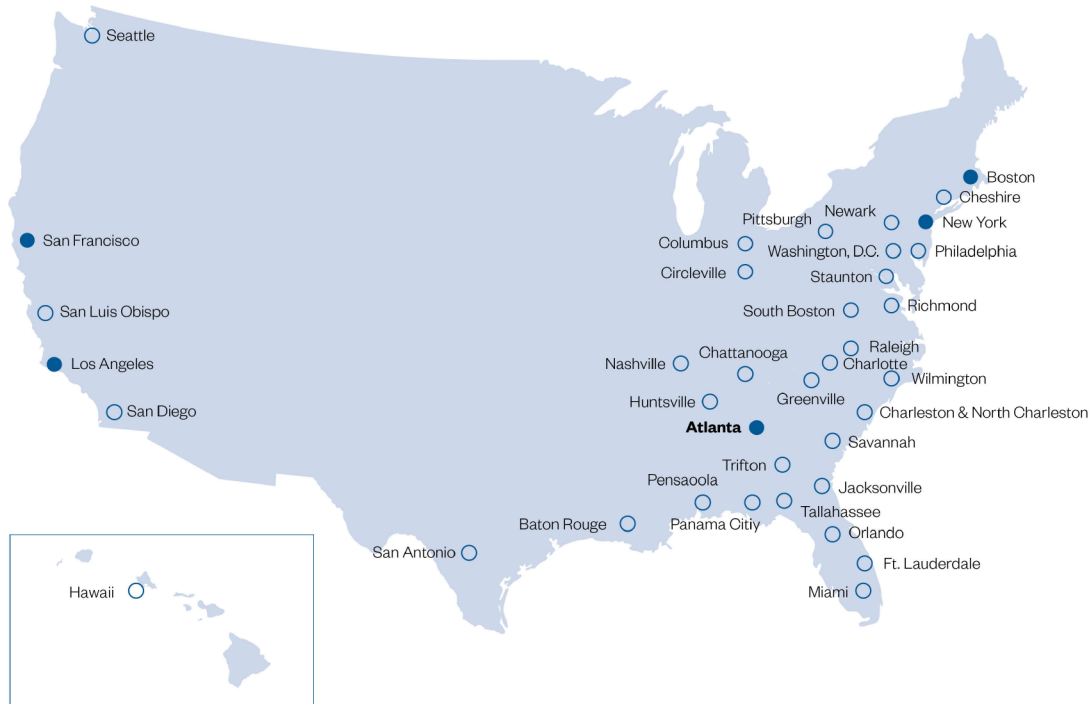 Seattle
Boston
Cheshire
Newark
Pittsburgh
New York
San Francisco
Columbus
Washington, D.C.
Philadelphia
Circleville
Staunton
Richmond
San Luis Obispo
South Boston
Raleigh
Chattanooga
Charlotte
Los Angeles
Nashville
Wilmington
Greenville
Huntsville
San Diego
Charleston & North Charleston
Atlanta
Savannah
Trifton
Pensaoola
Jacksonville
Tallahassee
Baton Rouge
Panama Citiy
Orlando
San Antonio
Ft. Lauderdale
Hawaii
Miami